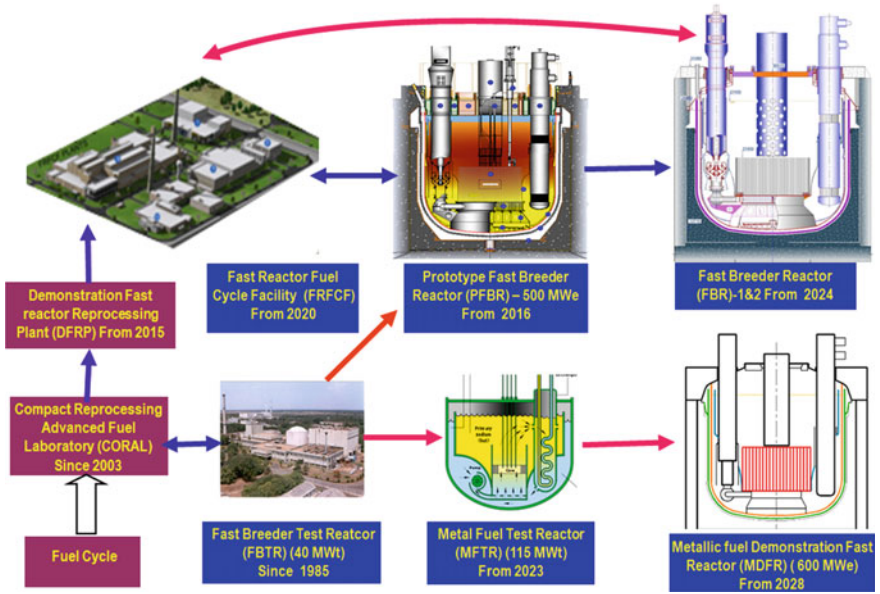 Fast Reactor Fuel
Cycle Facility (FRFCF)
From 2020
Prototype Fast Breeder
Reactor (PFBR) – 500 MWe
From 2016
Fast Breeder Reactor
(FBR)-1&2 From 2024
Demonstration Fast
reactor Reprocessing
Plant (DFRP) From 2015
Compact Reprocessing
Advanced Fuel
Laboratory (CORAL)
Since 2003
Fuel Cycle
Fast Breeder Test Reatcor
(FBTR) (40 MWt)
Since 1985
Metal Fuel Test Reactor
(MFTR) (115 MWt)
From 2023
Metallic fuel Demonstration Fast
Reactor (MDFR) ( 600 MWe)
From 2028